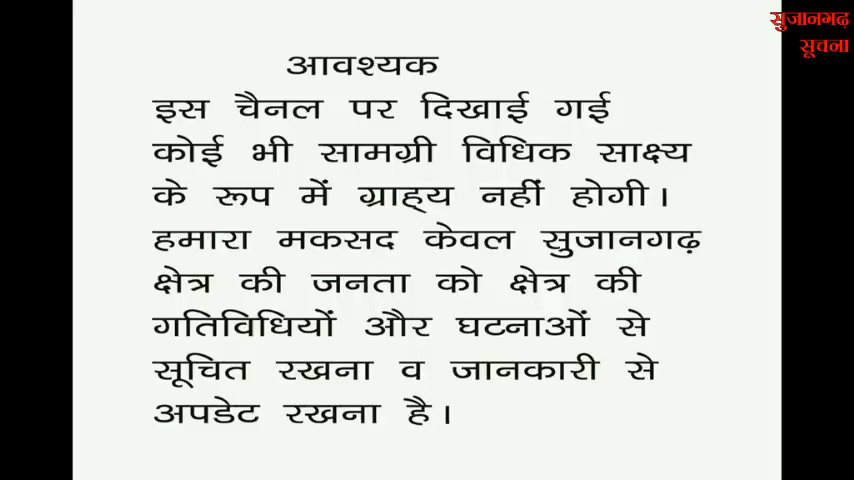 सुजानगढ़
सूचना
आवश्यक
इस चैनल पर दिखाई गई
कोई भी सामग्री विधिक साक्ष्य
के रूप में ग्राह्य नहीं होगी।
हमारा मकसद केवल सुजानगढ़
क्षेत्र की जनता को क्षेत्र की
गतिविधियों और घटनाओं से
सूचित रखना व जानकारी से
अपडेट रखना है।